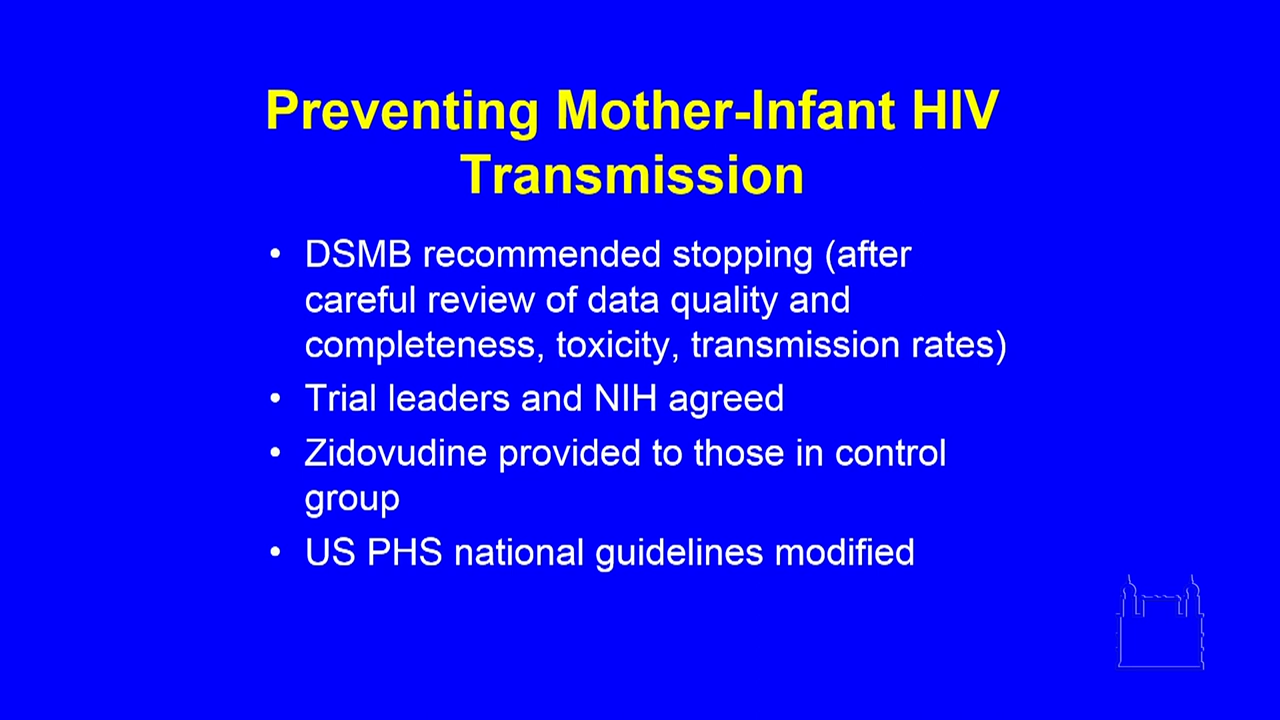 Preventing Mother-Infant HIV
Transmission
• DSMB recommended stopping (after
careful review of data quality and
completeness, toxicity, transmission rates)
• Trial leaders and NIH agreed
• Zidovudine provided to those in control
group
• US PHS national guidelines modified